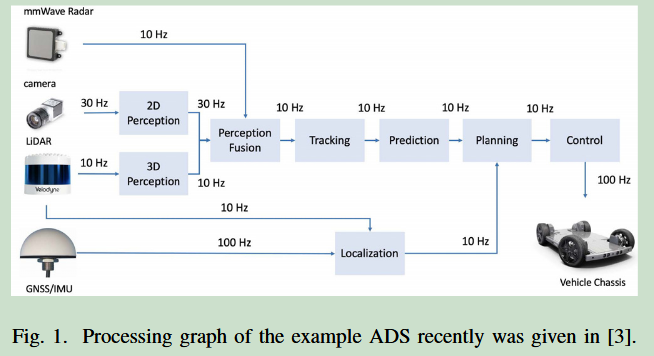 mmWave Radar
10 Hz
camera
30 Hz
2D
Perception
30 Hz
LiDAR
10 Hz
3D
Perception
10 Hz
Velodyne
Perception
Fusion
10 Hz
Tracking
10 Hz
Prediction
10 Hz
Planning
10 Hz
Control
100 Hz
10 Hz
100 Hz
Localization
10 Hz
GNSS/IMU
Vehicle Chassis
Fig. 1. Processing graph of the example ADS recently was given in [3].